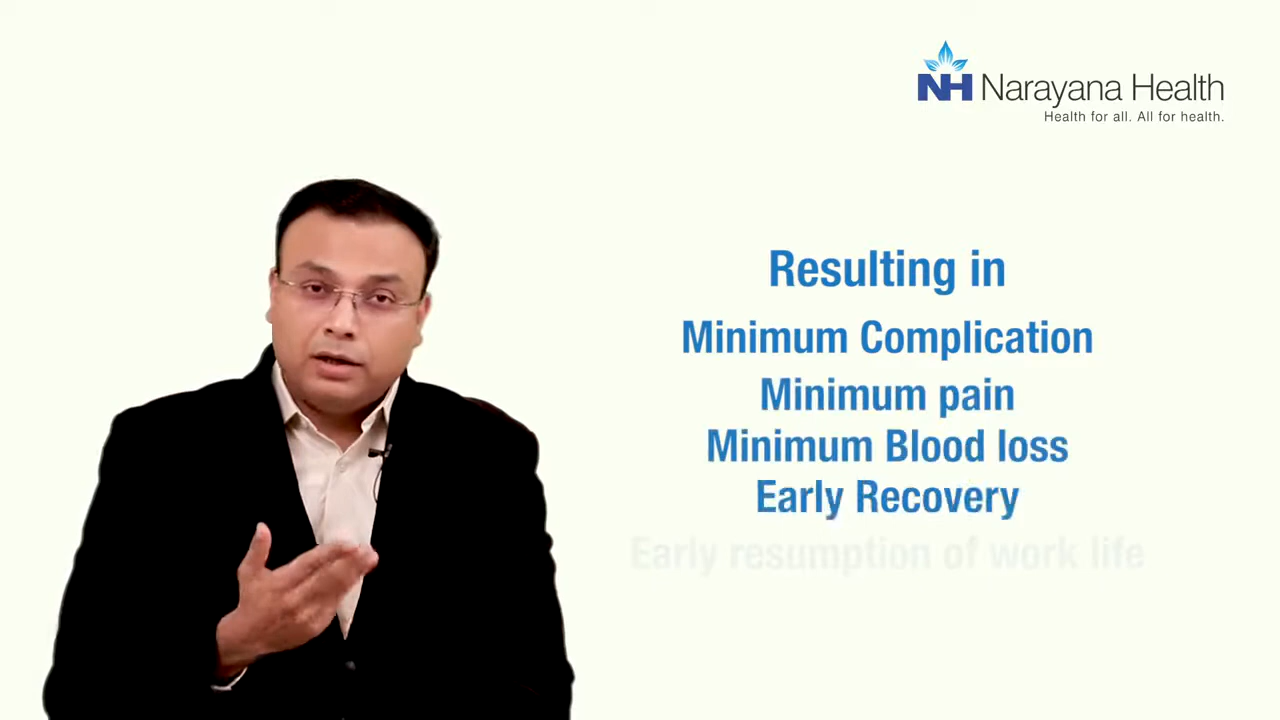 NH Narayana Health
Health for all. All for health.
Resulting in
Minimum Complication
Minimum pain
Minimum Blood loss
Early Recovery
Early resumption of work life